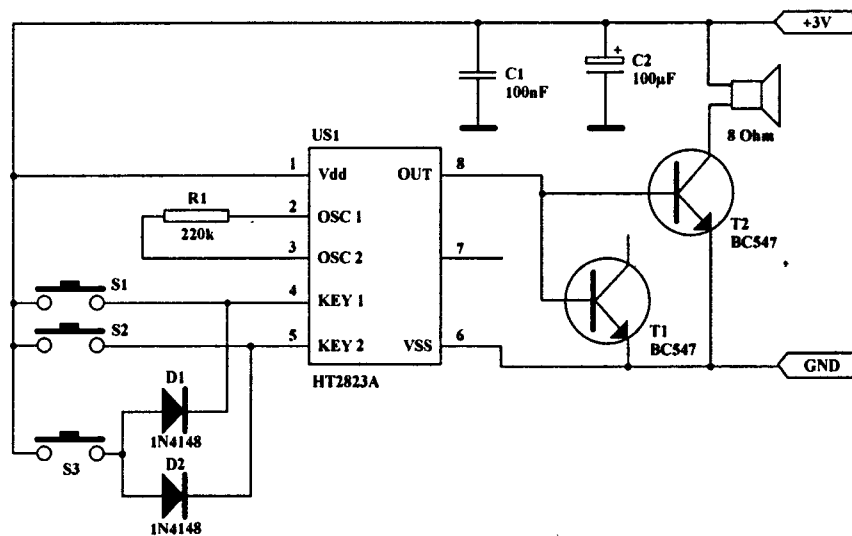 +3V
C1
100nF
+
C2
100μF
8 Ohm
US1
1
Vdd
OUT
8
R1
220k
2
OSC 1
T2
BC547
3
OSC 2
7
S1
4
KEY 1
S2
5
KEY 2
VSS
6
T1
BC547
GND
HT2823A
D1
1N4148
S3
D2
1N4148